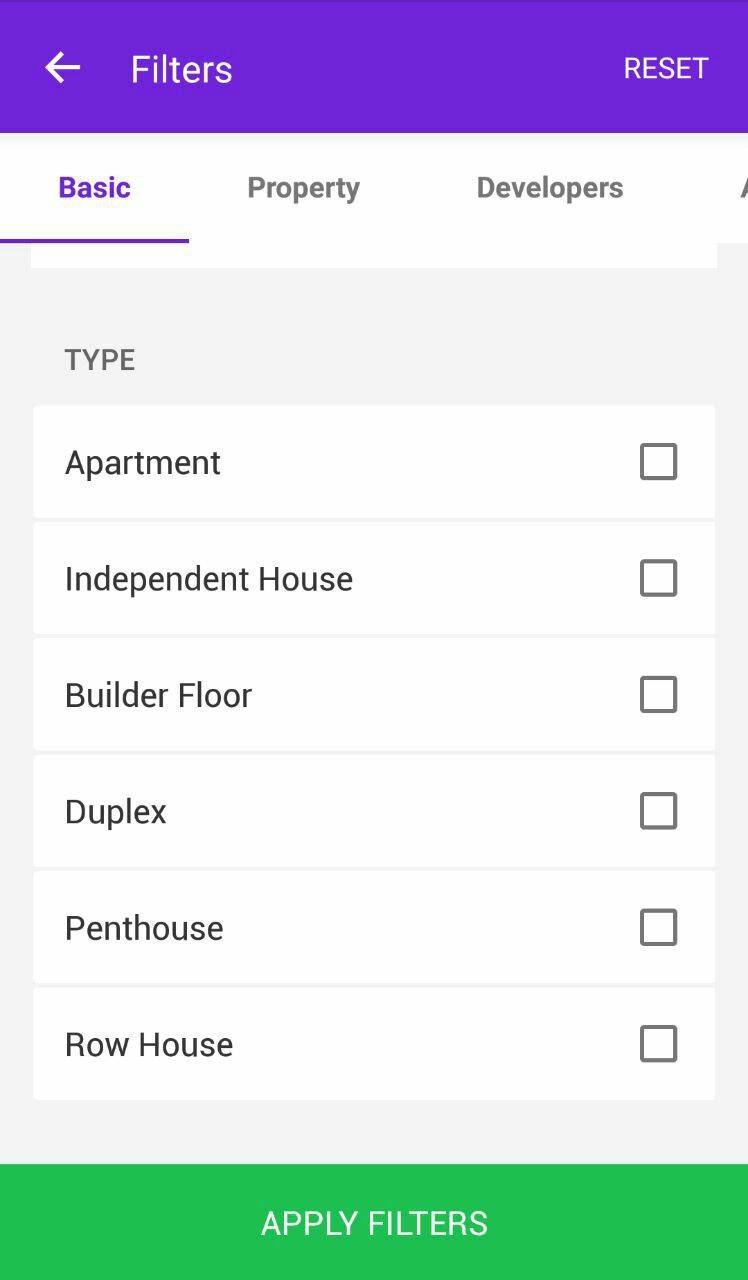 Filters RESET
Basic Property Developers
TYPE
Apartment
Independent House
Builder Floor
Duplex
Penthouse
Row House
APPLY FILTERS